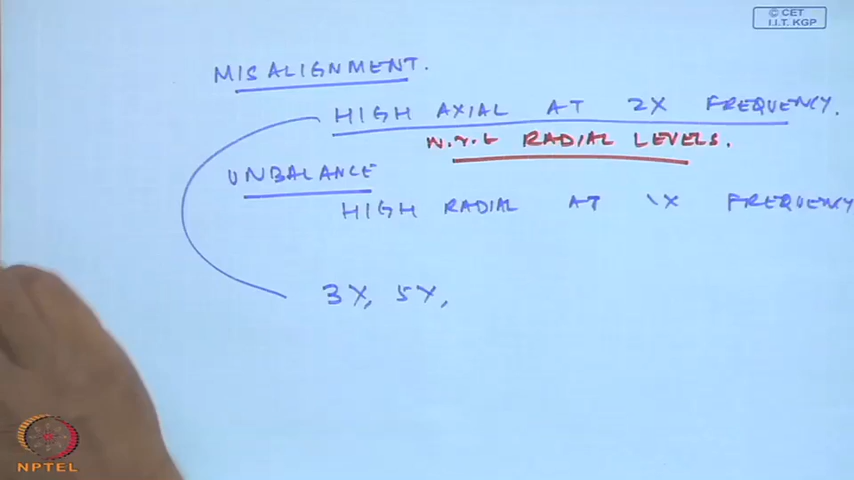 © CET
I.I.T. KGP
MISALIGNMENT.
HIGH AXIAL AT 2X FREQUENCY.
W.r.t RADIAL LEVELS.
UNBALANCE
HIGH RADIAL AT 1X FREQUENCY
3X, 5X,
NPTEL